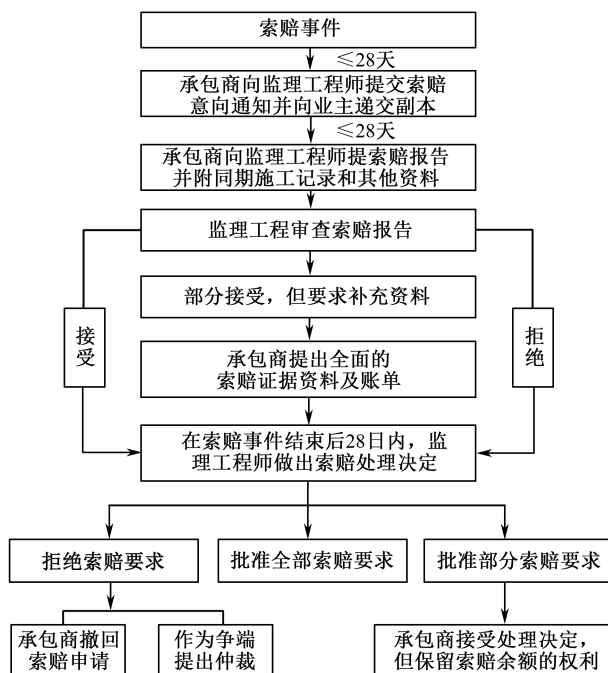 索赔事件
≤28天
承包商向监理工程师提交索赔
意向通知并向业主递交副本
≤28天
承包商向监理工程师提索赔报告
并附同期施工记录和其他资料
监理工程审查索赔报告
部分接受，但要求补充资料
接受
拒绝
承包商提出全面的
索赔证据资料及账单
在索赔事件结束后28日内，监
理工程师做出索赔处理决定
拒绝索赔要求
批准全部索赔要求
批准部分索赔要求
承包商撤回
索赔申请
作为争端
提出仲裁
承包商接受处理决定，
但保留索赔余额的权利